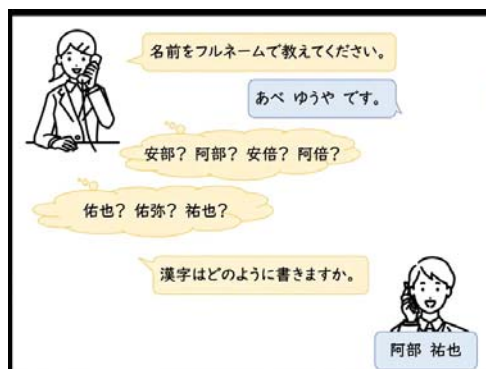 名前をフルネームで教えてください。
あべ ゆうや です。
安部? 阿部? 安倍? 阿倍?
佑也? 佑弥? 祐也?
漢字はどのように書きますか。
阿部 祐也